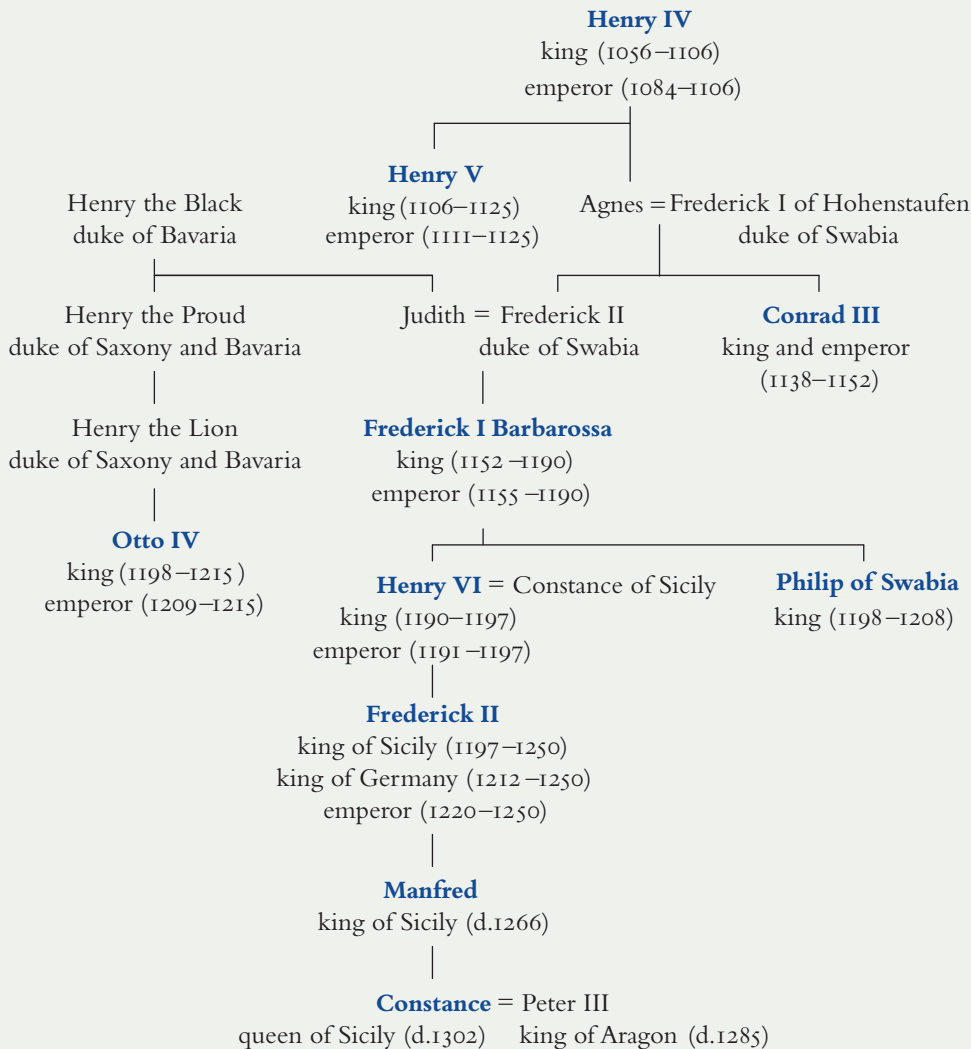 Henry IV
king (1056–1106)
emperor (1084–1106)
Henry V
king (1106–1125)
emperor (1111–1125)
Henry the Black
duke of Bavaria
Agnes = Frederick I of Hohenstaufen
duke of Swabia
Henry the Proud
duke of Saxony and Bavaria
Judith = Frederick II
duke of Swabia
Conrad III
king and emperor
(1138–1152)
Henry the Lion
duke of Saxony and Bavaria
Frederick I Barbarossa
king (1152–1190)
emperor (1155–1190)
Otto IV
king (1198–1215)
emperor (1209–1215)
Henry VI = Constance of Sicily
king (1190–1197)
emperor (1191–1197)
Philip of Swabia
king (1198–1208)
Frederick II
king of Sicily (1197–1250)
king of Germany (1212–1250)
emperor (1220–1250)
Manfred
king of Sicily (d.1266)
Constance = Peter III
queen of Sicily (d.1302) king of Aragon (d.1285)